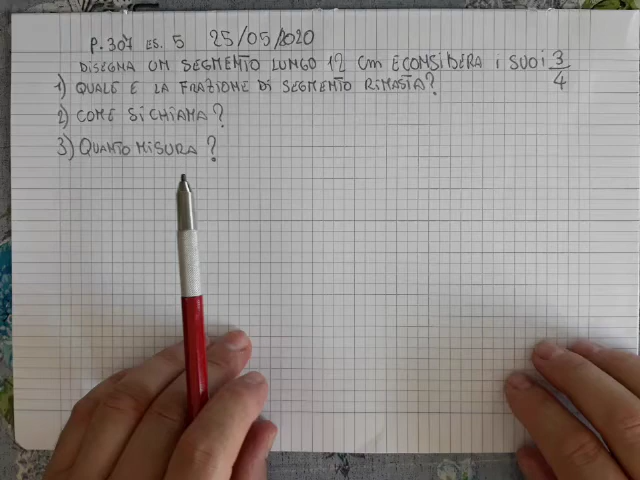 P. 307 ES. 5 25/05/2020
DISEGNA UN SEGMENTO LUNGO 12 cm E CONSIDERA I SUOI 3/4
1) QUALE È LA FRAZIONE DI SEGMENTO RIMASTA?
2) COME SI CHIAMA?
3) QUANTO MISURA?